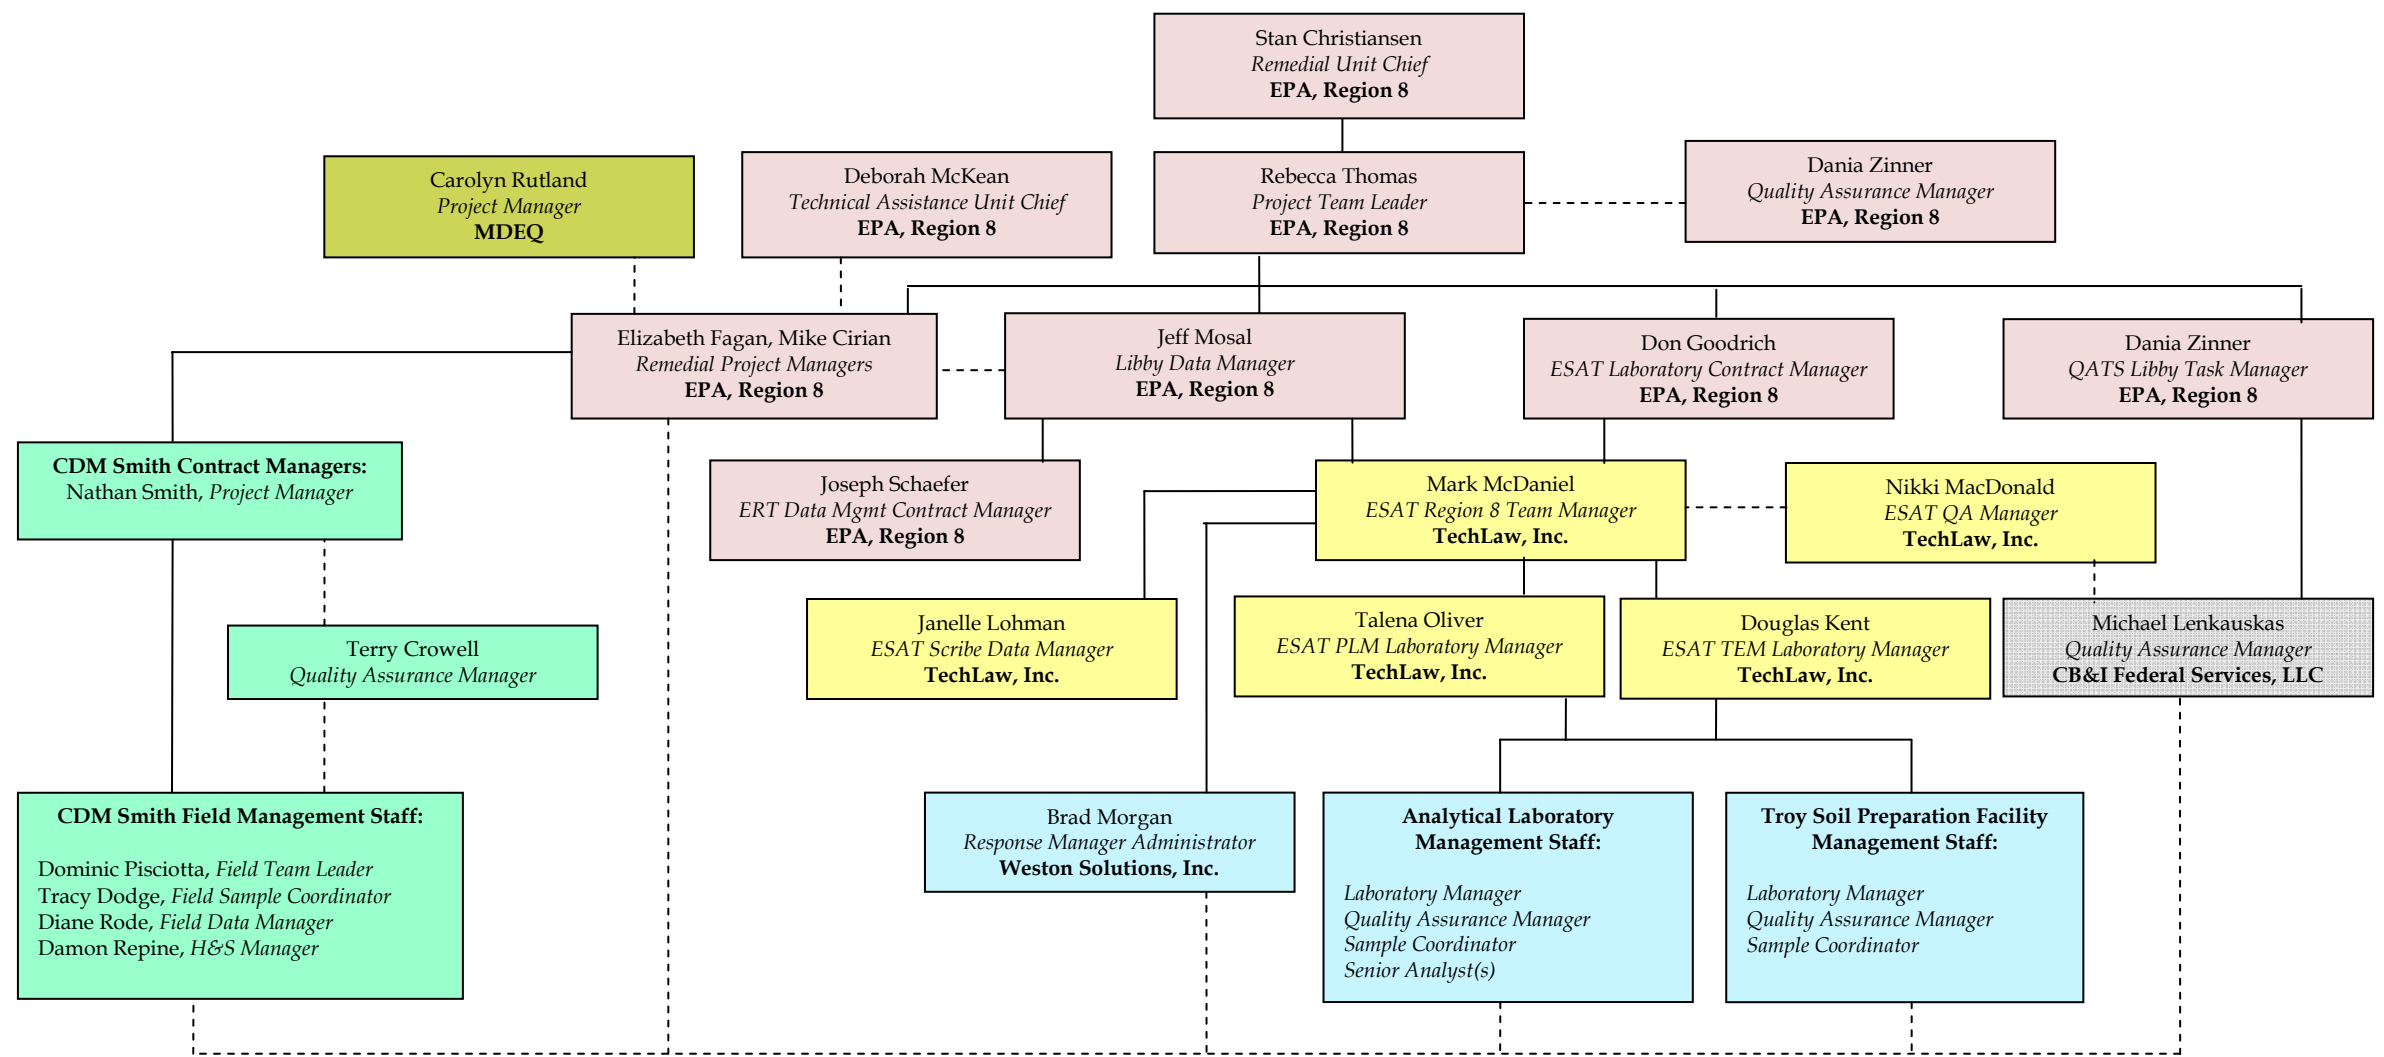 Stan Christiansen
Remedial Unit Chief
EPA, Region 8
Carolyn Rutland
Project Manager
MDEQ
Deborah McKean
Technical Assistance Unit Chief
EPA, Region 8
Rebecca Thomas
Project Team Leader
EPA, Region 8
Dania Zinner
Quality Assurance Manager
EPA, Region 8
Elizabeth Fagan, Mike Cirian
Remedial Project Managers
EPA, Region 8
Jeff Mosal
Libby Data Manager
EPA, Region 8
Don Goodrich
ESAT Laboratory Contract Manager
EPA, Region 8
Dania Zinner
QATS Libby Task Manager
EPA, Region 8
CDM Smith Contract Managers:
Nathan Smith, Project Manager
Joseph Schaefer
ERT Data Mgmt Contract Manager
EPA, Region 8
Mark McDaniel
ESAT Region 8 Team Manager
TechLaw, Inc.
Nikki MacDonald
ESAT QA Manager
TechLaw, Inc.
Terry Crowell
Quality Assurance Manager
Janelle Lohman
ESAT Scribe Data Manager
TechLaw, Inc.
Talena Oliver
ESAT PLM Laboratory Manager
TechLaw, Inc.
Douglas Kent
ESAT TEM Laboratory Manager
TechLaw, Inc.
Michael Lenkauskas
Quality Assurance Manager
CB&I Federal Services, LLC
CDM Smith Field Management Staff:
Dominic Pisciotta, Field Team Leader
Tracy Dodge, Field Sample Coordinator
Diane Rode, Field Data Manager
Damon Repine, H&S Manager
Brad Morgan
Response Manager Administrator
Weston Solutions, Inc.
Analytical Laboratory
Management Staff:
Laboratory Manager
Quality Assurance Manager
Sample Coordinator
Senior Analyst(s)
Troy Soil Preparation Facility
Management Staff:
Laboratory Manager
Quality Assurance Manager
Sample Coordinator